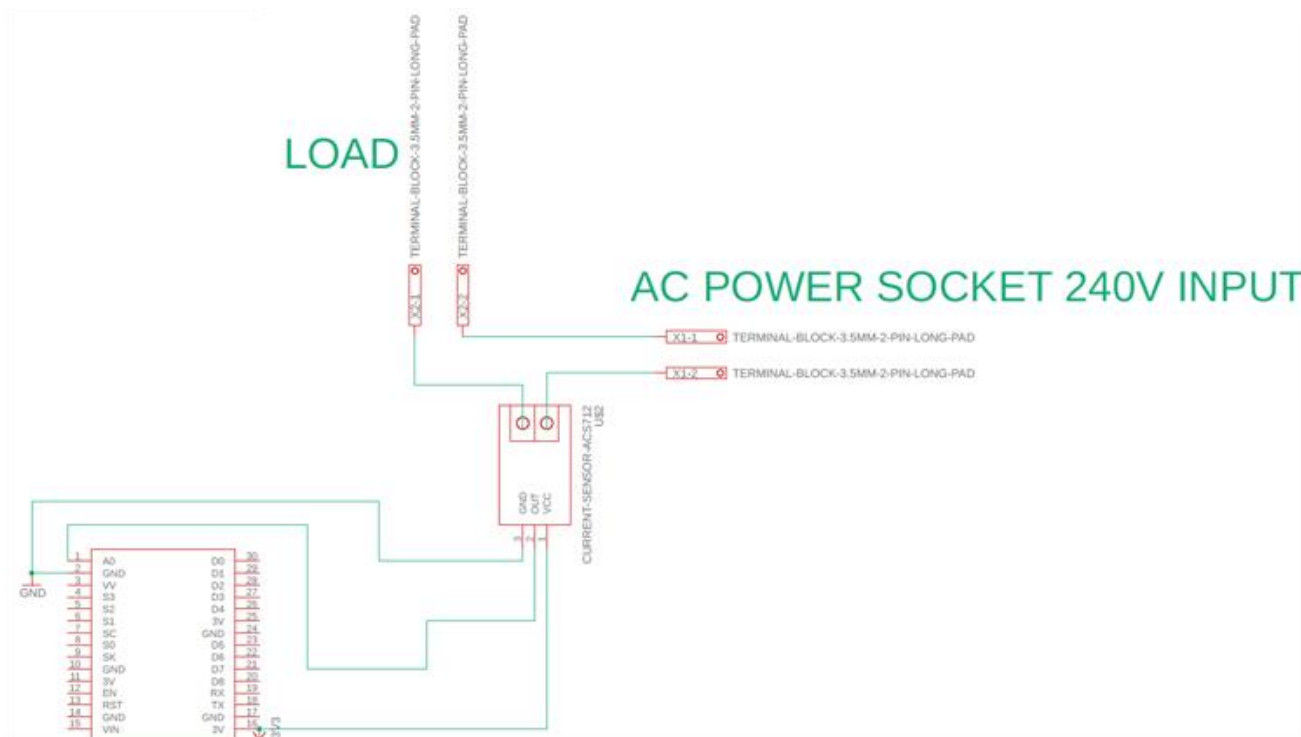 TERMINAL-BLOCK-3.5MM-2-PIN-LONG-PAD
TERMINAL-BLOCK-3.5MM-2-PIN-LONG-PAD
LOAD
X2-1
X2-2
AC POWER SOCKET 240V INPUT
X1-1 TERMINAL-BLOCK-3.5MM-2-PIN-LONG-PAD
X1-2 TERMINAL-BLOCK-3.5MM-2-PIN-LONG-PAD
U$2
CURRENT-SENSOR-ACS712
GND
OUT
VCC
3
2
1
GND
1 A0 D0 30
2 GND D1 29
3 VV D2 28
4 S3 D3 27
5 S2 D4 26
6 S1 3V 25
7 SC GND 24
8 S0 D5 23
9 SK D6 22
10 GND D7 21
11 3V D8 20
12 EN RX 19
13 RST TX 18
14 GND GND 17
15 VIN 3V 16